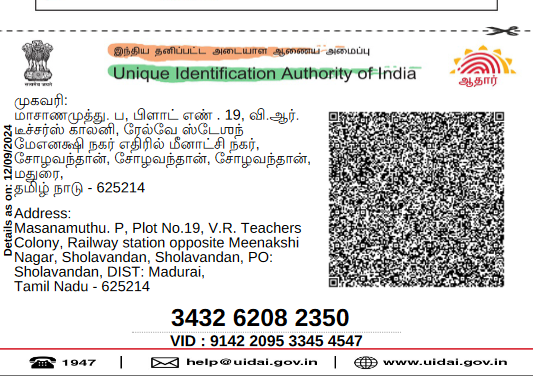 இந்திய தனிப்பட்ட அடையாள ஆணைய அமைப்பு
Unique Identification Authority of India
ஆதார்
Details as on: 12/09/2024
முகவரி:
மாசாணமுத்து. ப, பிளாட் எண் . 19, வி.ஆர்.
டீச்சர்ஸ் காலனி, ரேல்வே ஸ்டேஶந்
மேஎனக்ஷி நகர் எதிரில் மீனாட்சி நகர்,
சோழவந்தான், சோழவந்தான், சோழவந்தான்,
மதுரை,
தமிழ் நாடு - 625214
Address:
Masanamuthu. P, Plot No.19, V.R. Teachers
Colony, Railway station opposite Meenakshi
Nagar, Sholavandan, Sholavandan, PO:
Sholavandan, DIST: Madurai,
Tamil Nadu - 625214
3432 6208 2350
VID : 9142 2095 3345 4547
1947 | help@uidai.gov.in | www.uidai.gov.in